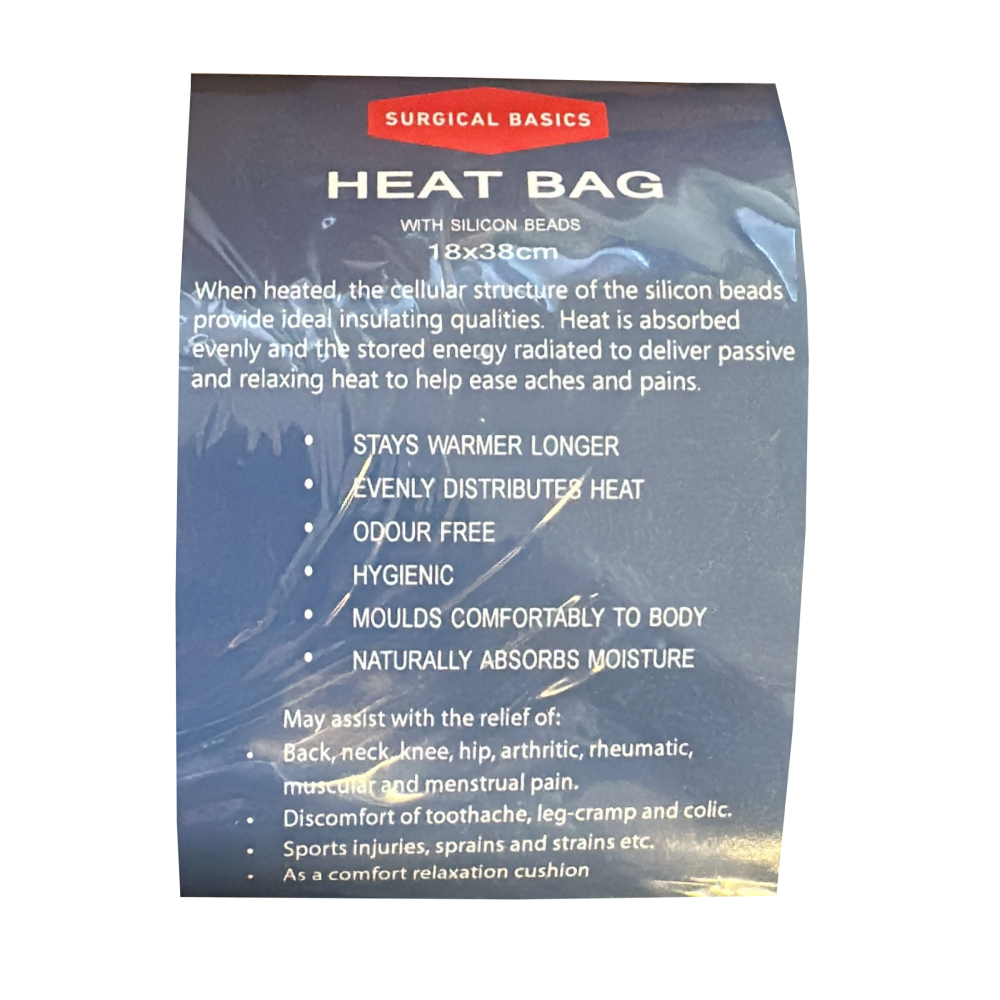 SURGICAL BASICS
HEAT BAG
WITH SILICON BEADS
18x38cm
When heated, the cellular structure of the silicon beads
provide ideal insulating qualities. Heat is absorbed
evenly and the stored energy radiated to deliver passive
and relaxing heat to help ease aches and pains.
• STAYS WARMER LONGER
• EVENLY DISTRIBUTES HEAT
• ODOUR FREE
• HYGIENIC
• MOULDS COMFORTABLY TO BODY
• NATURALLY ABSORBS MOISTURE
May assist with the relief of:
• Back, neck, knee, hip, arthritic, rheumatic,
muscular and menstrual pain.
• Discomfort of toothache, leg-cramp and colic.
• Sports injuries, sprains and strains etc.
• As a comfort relaxation cushion